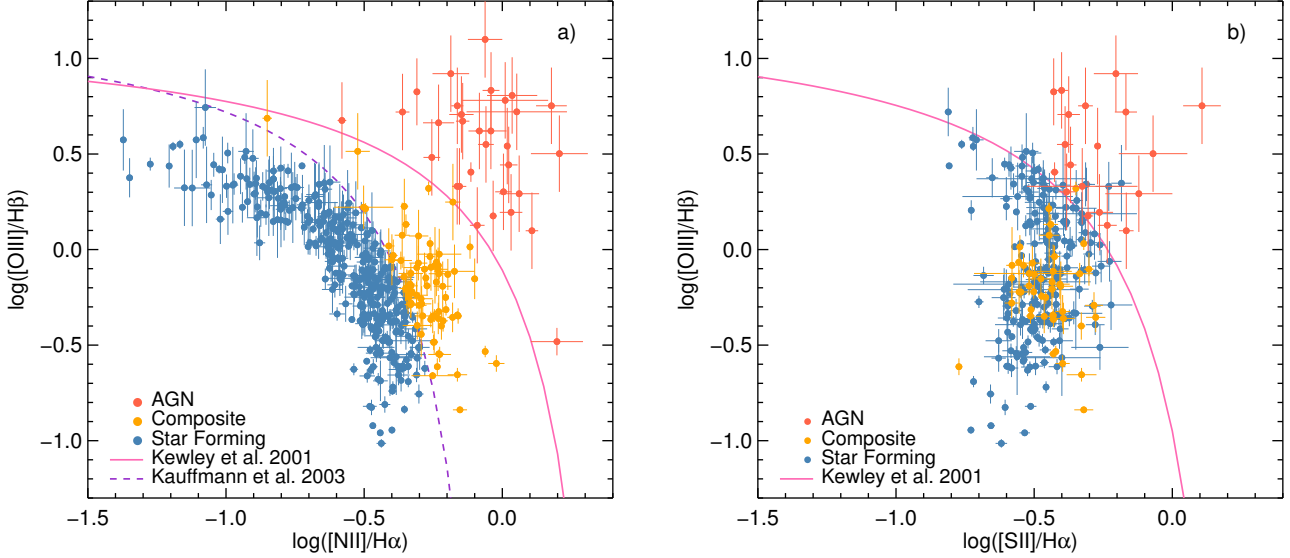 a)
1.0
0.5
0.0
−0.5
−1.0
log([OIII]/Hβ)
AGN
Composite
Star Forming
Kewley et al. 2001
Kauffmann et al. 2003
−1.5 −1.0 −0.5 0.0
log([NII]/Hα)
b)
1.0
0.5
0.0
−0.5
−1.0
log([OIII]/Hβ)
AGN
Composite
Star Forming
Kewley et al. 2001
−1.5 −1.0 −0.5 0.0
log([SII]/Hα)